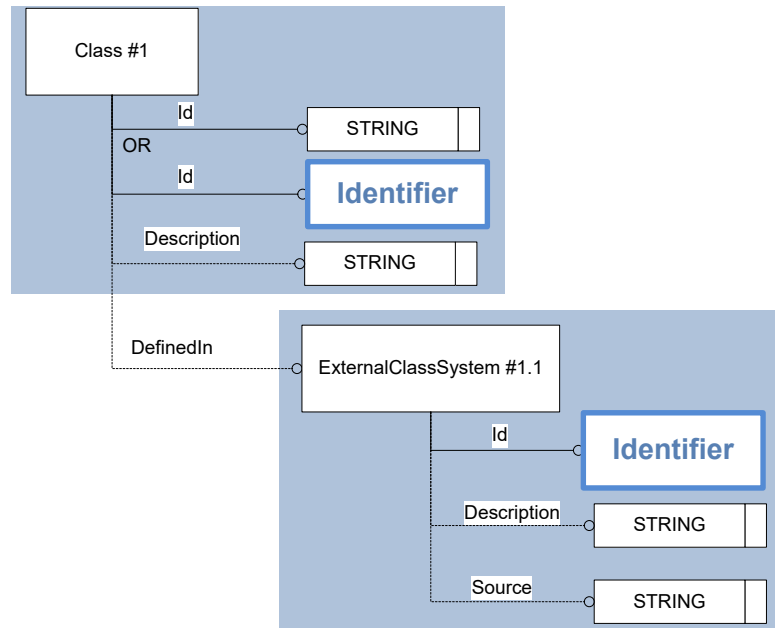 Class #1
Id
STRING
OR
Id
Identifier
Description
STRING
DefinedIn
ExternalClassSystem #1.1
Id
Identifier
Description
STRING
Source
STRING